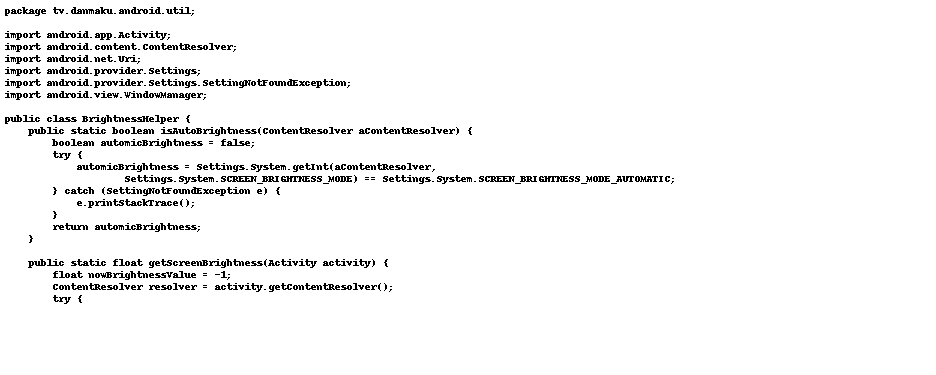 package tv.danmaku.android.util;

import android.app.Activity;
import android.content.ContentResolver;
import android.net.Uri;
import android.provider.Settings;
import android.provider.Settings.SettingNotFoundException;
import android.view.WindowManager;

public class BrightnessHelper {
    public static boolean isAutoBrightness(ContentResolver aContentResolver) {
        boolean automicBrightness = false;
        try {
            automicBrightness = Settings.System.getInt(aContentResolver,
                    Settings.System.SCREEN_BRIGHTNESS_MODE) == Settings.System.SCREEN_BRIGHTNESS_MODE_AUTOMATIC;
        } catch (SettingNotFoundException e) {
            e.printStackTrace();
        }
        return automicBrightness;
    }

    public static float getScreenBrightness(Activity activity) {
        float nowBrightnessValue = -1;
        ContentResolver resolver = activity.getContentResolver();
        try {